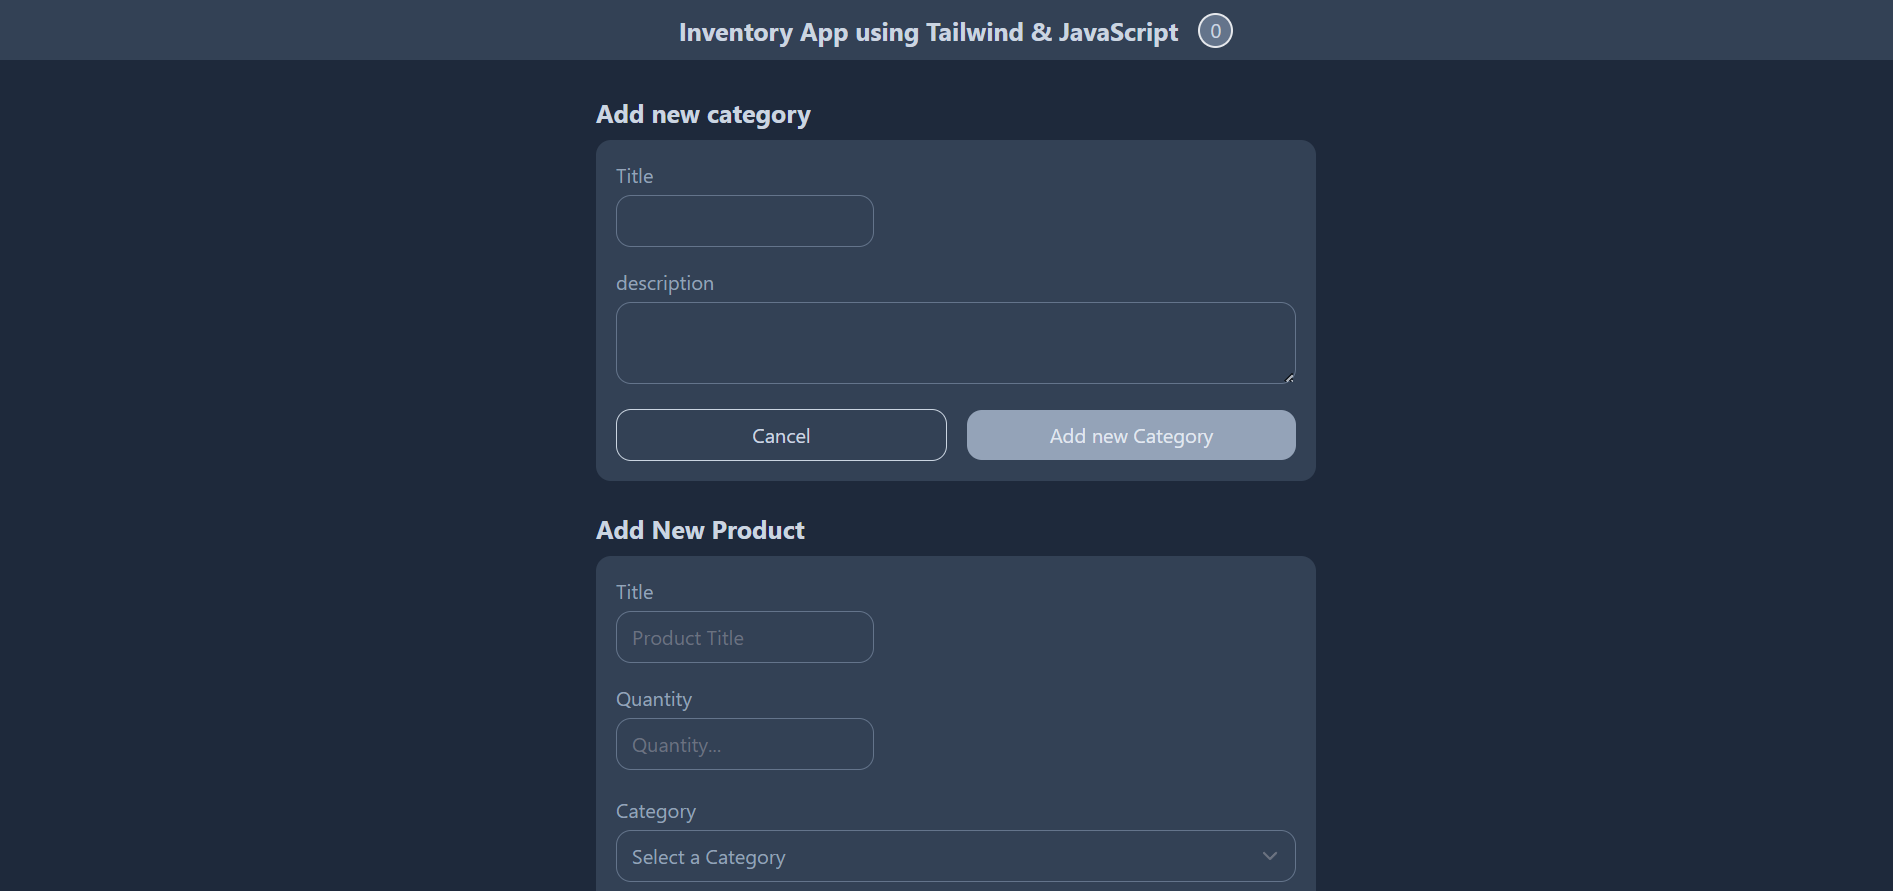 Inventory App using Tailwind & JavaScript 0
Add new category
Title
description
Cancel Add new Category
Add New Product
Title
Product Title
Quantity
Quantity...
Category
Select a Category